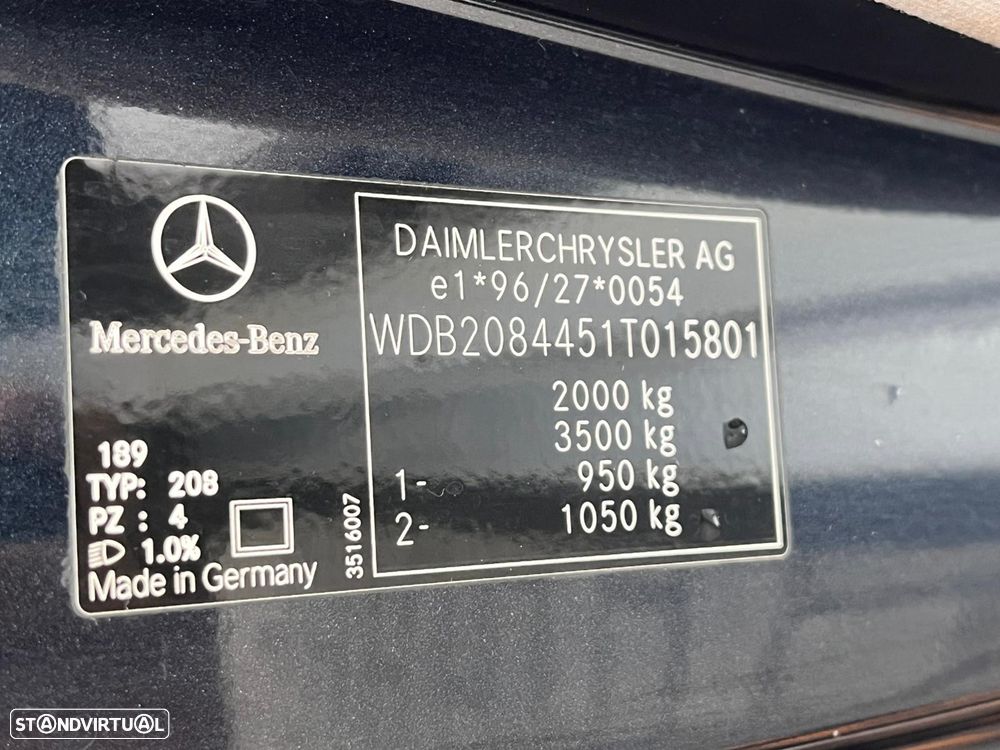 Mercedes-Benz
189
TYP: 208
PZ : 4
1.0%
Made in Germany
3516007
DAIMLERCHRYSLER AG
e1*96/27*0054
WDB2084451T015801
2000 kg
3500 kg
1- 950 kg
2- 1050 kg
STANDVIRTUAL